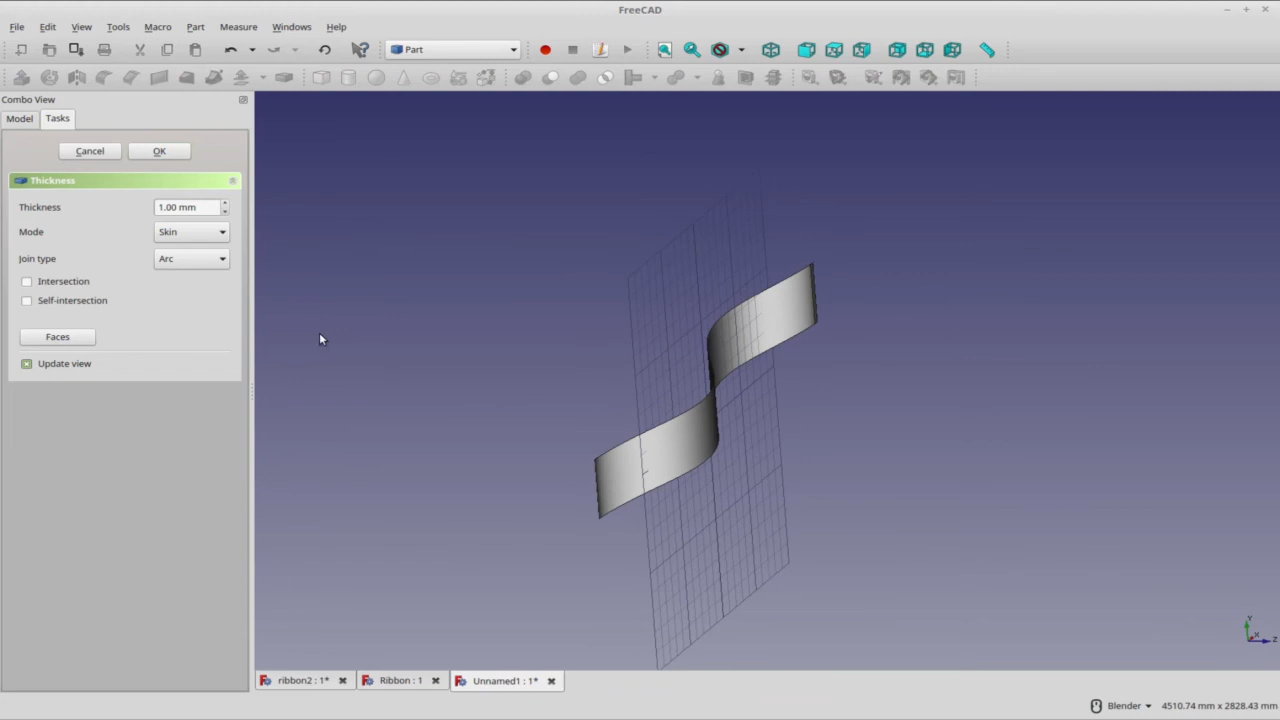 FreeCAD
File Edit View Tools Macro Part Measure Windows Help
Part
Combo View
Model Tasks
Cancel OK
Thickness
Thickness 1.00 mm
Mode Skin
Join type Arc
Intersection
Self-intersection
Faces
Update view
Y
X
Z
ribbon2 : 1* Ribbon : 1 Unnamed1 : 1*
Blender 4510.74 mm x 2828.43 mm